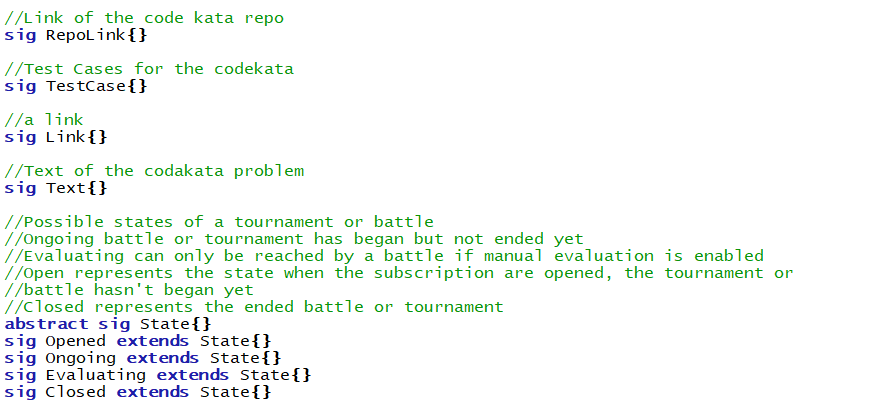 //Link of the code kata repo
sig RepoLink{}
//Test Cases for the codekata
sig TestCase{}
//a link
sig Link{}
//Text of the codakata problem
sig Text{}
//Possible states of a tournament or battle
//Ongoing battle or tournament has began but not ended yet
//Evaluating can only be reached by a battle if manual evaluation is enabled
//Open represents the state when the subscription are opened, the tournament or
//battle hasn't began yet
//Closed represents the ended battle or tournament
abstract sig State{}
sig Opened extends State{}
sig Ongoing extends State{}
sig Evaluating extends State{}
sig Closed extends State{}